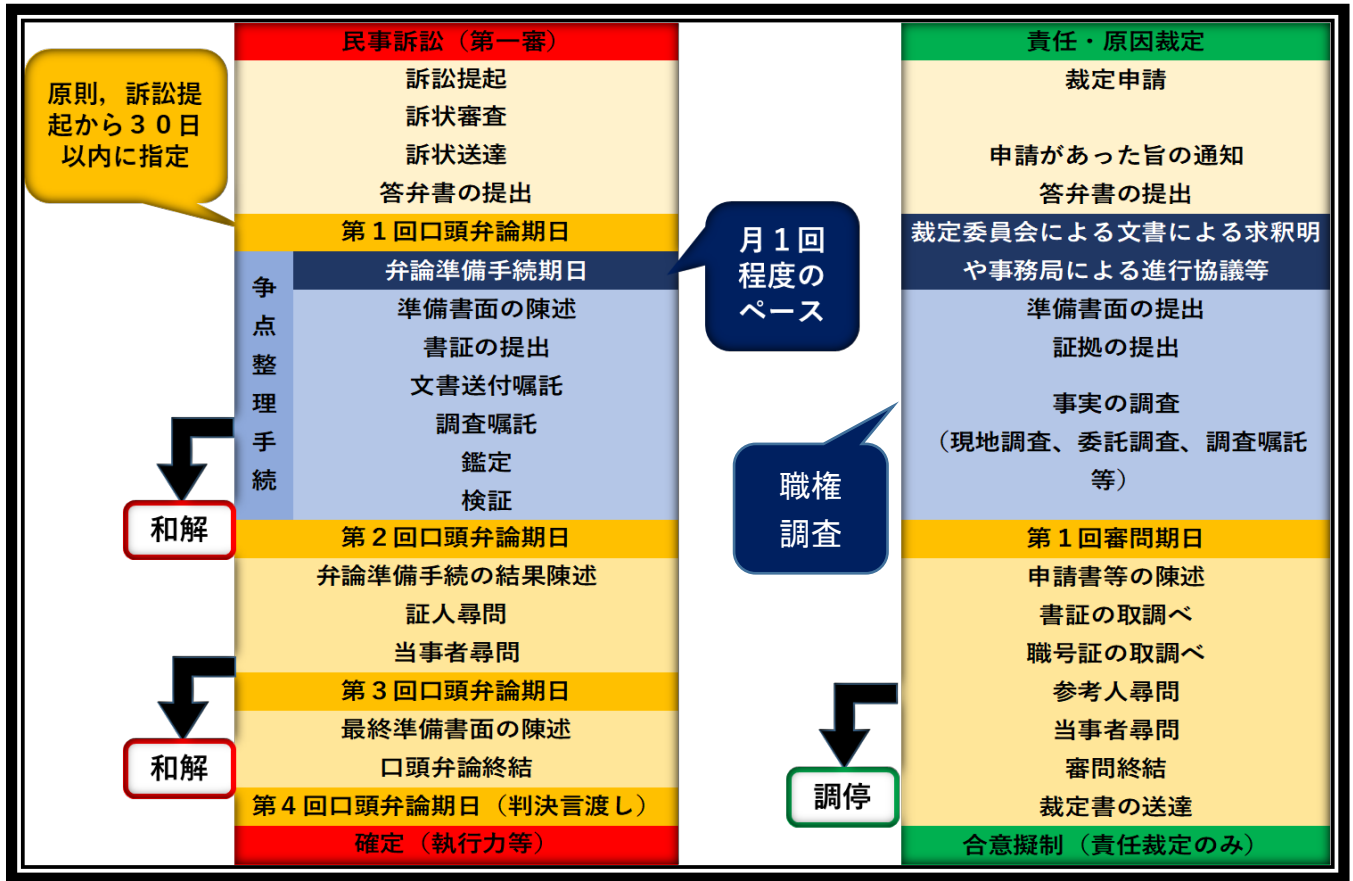 民事訴訟（第一審）
原則，訴訟提
起から３０日
以内に指定
訴訟提起
訴状審査
訴状送達
答弁書の提出
第１回口頭弁論期日
争点整理手続
弁論準備手続期日
月１回
程度の
ペース
準備書面の陳述
書証の提出
文書送付嘱託
調査嘱託
鑑定
検証
和解
第２回口頭弁論期日
弁論準備手続の結果陳述
証人尋問
当事者尋問
第３回口頭弁論期日
最終準備書面の陳述
和解
口頭弁論終結
第４回口頭弁論期日（判決言渡し）
確定（執行力等）
責任・原因裁定
裁定申請
申請があった旨の通知
答弁書の提出
裁定委員会による文書による求釈明
や事務局による進行協議等
準備書面の提出
証拠の提出
事実の調査
（現地調査、委託調査、調査嘱託
等）
職権
調査
第１回審問期日
申請書等の陳述
書証の取調べ
職号証の取調べ
参考人尋問
当事者尋問
審問終結
調停
裁定書の送達
合意擬制（責任裁定のみ）